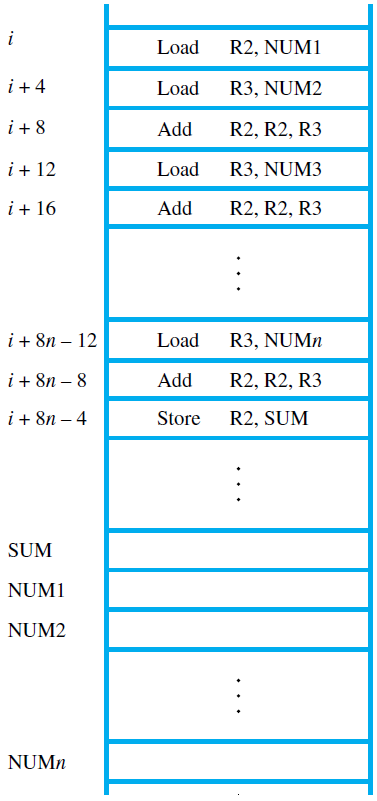 i Load R2, NUM1
i + 4 Load R3, NUM2
i + 8 Add R2, R2, R3
i + 12 Load R3, NUM3
i + 16 Add R2, R2, R3
i + 8n – 12 Load R3, NUMn
i + 8n – 8 Add R2, R2, R3
i + 8n – 4 Store R2, SUM
SUM
NUM1
NUM2
NUMn